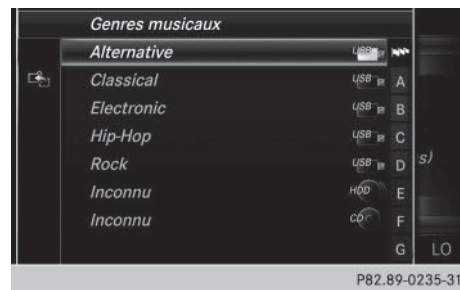 Genres musicaux
Alternative USB
Classical USB A
Electronic USB B
Hip-Hop USB C
Rock USB D s)
Inconnu HDD E
Inconnu CD F
G LO
P82.89-0235-31